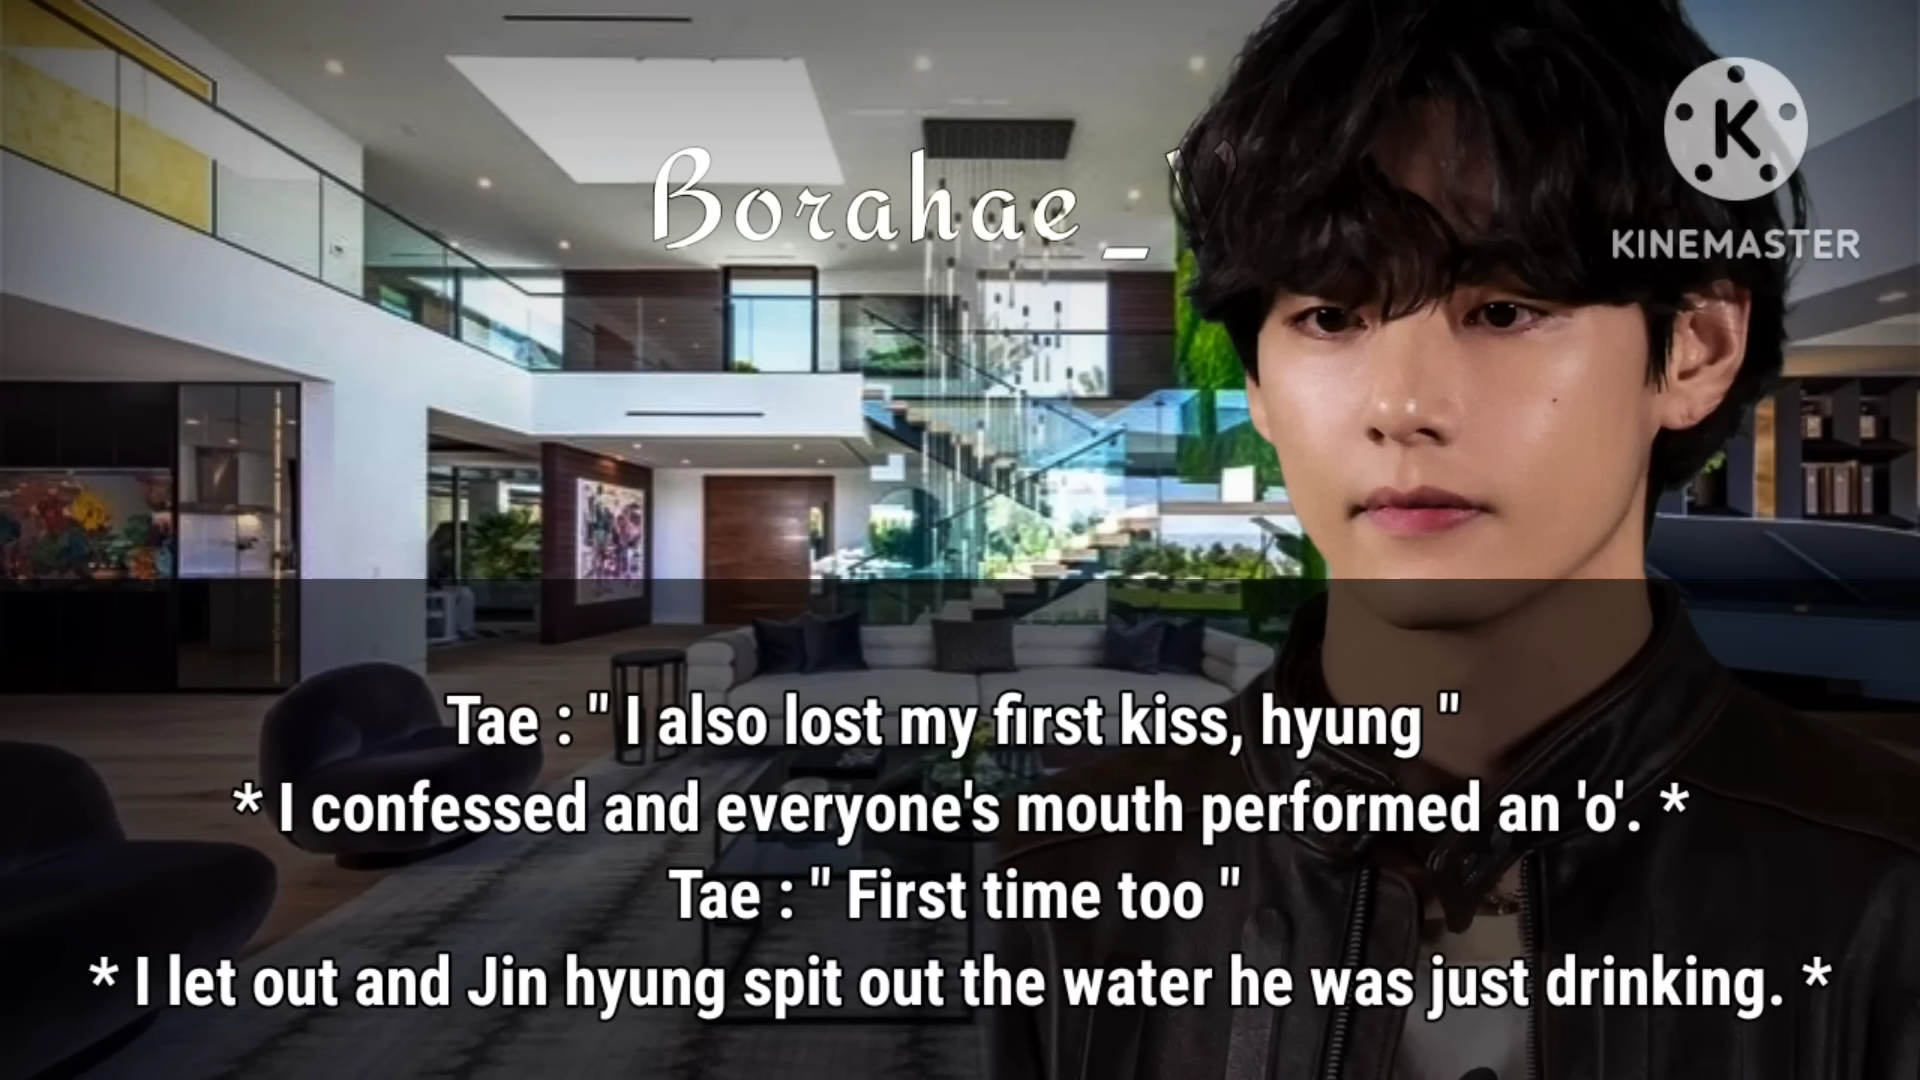 Borahae_V
KINEMASTER
Tae : " I also lost my first kiss, hyung "
* I confessed and everyone's mouth performed an 'o'. *
Tae : " First time too "
* I let out and Jin hyung spit out the water he was just drinking. *